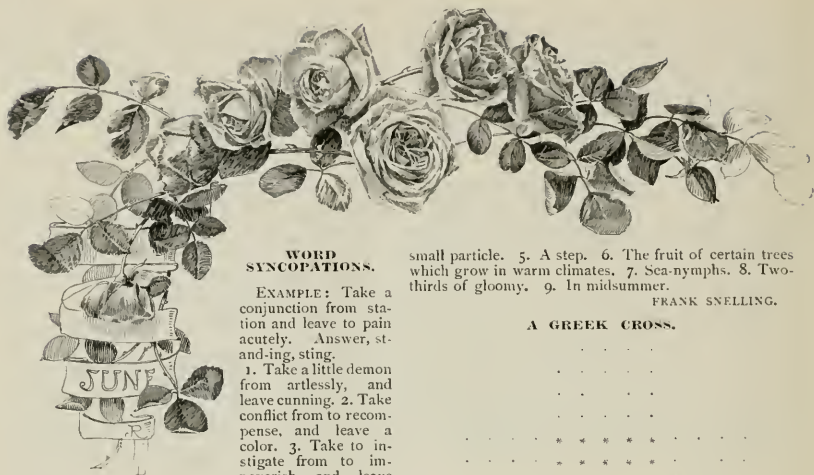 WORD
SYNCOPATIONS.
EXAMPLE: Take a
conjunction from sta-
tion and leave to pain
acutely. Answer, st-
and-ing, sting.
1. Take a little demon
from artlessly, and
leave cunning. 2. Take
conflict from to recom-
pense, and leave a
color. 3. Take to in-
stigate from to im-
JUNE
small particle. 5. A step. 6. The fruit of certain trees
which grow in warm climates. 7. Sea-nymphs. 8. Two-
thirds of gloomy. 9. In midsummer.
FRANK SNELLING.
A GREEK CROSS.
. . . .
. . . .
. . . .
. . . .
. . . . * * * * * . . . .
. . . . * * * * * . . . .